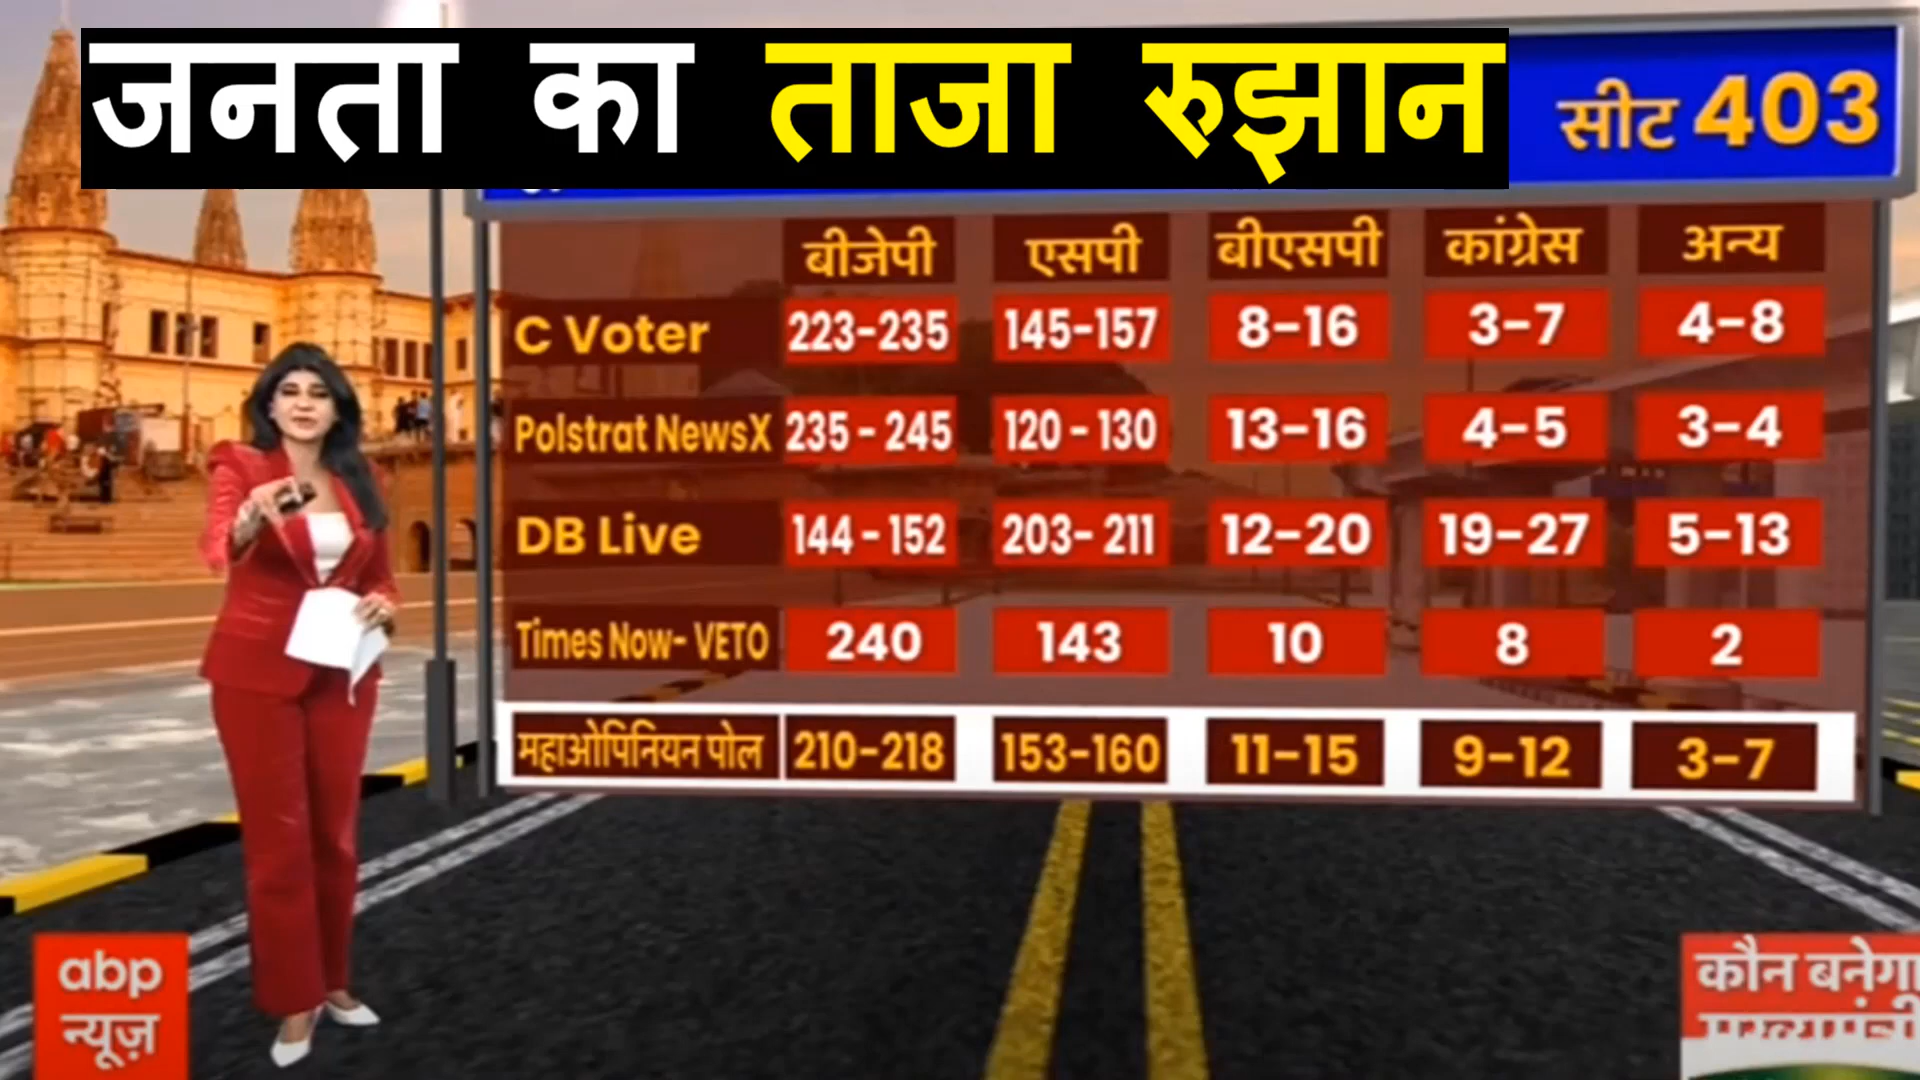 जनता का ताजा रुझान
सीट 403
बीजेपी एसपी बीएसपी कांग्रेस अन्य
C Voter 223-235 145-157 8-16 3-7 4-8
Polstrat NewsX 235 - 245 120 - 130 13-16 4-5 3-4
DB Live 144 - 152 203- 211 12-20 19-27 5-13
Times Now- VETO 240 143 10 8 2
महाओपिनियन पोल 210-218 153-160 11-15 9-12 3-7
abp
न्यूज़
कौन बनेगा